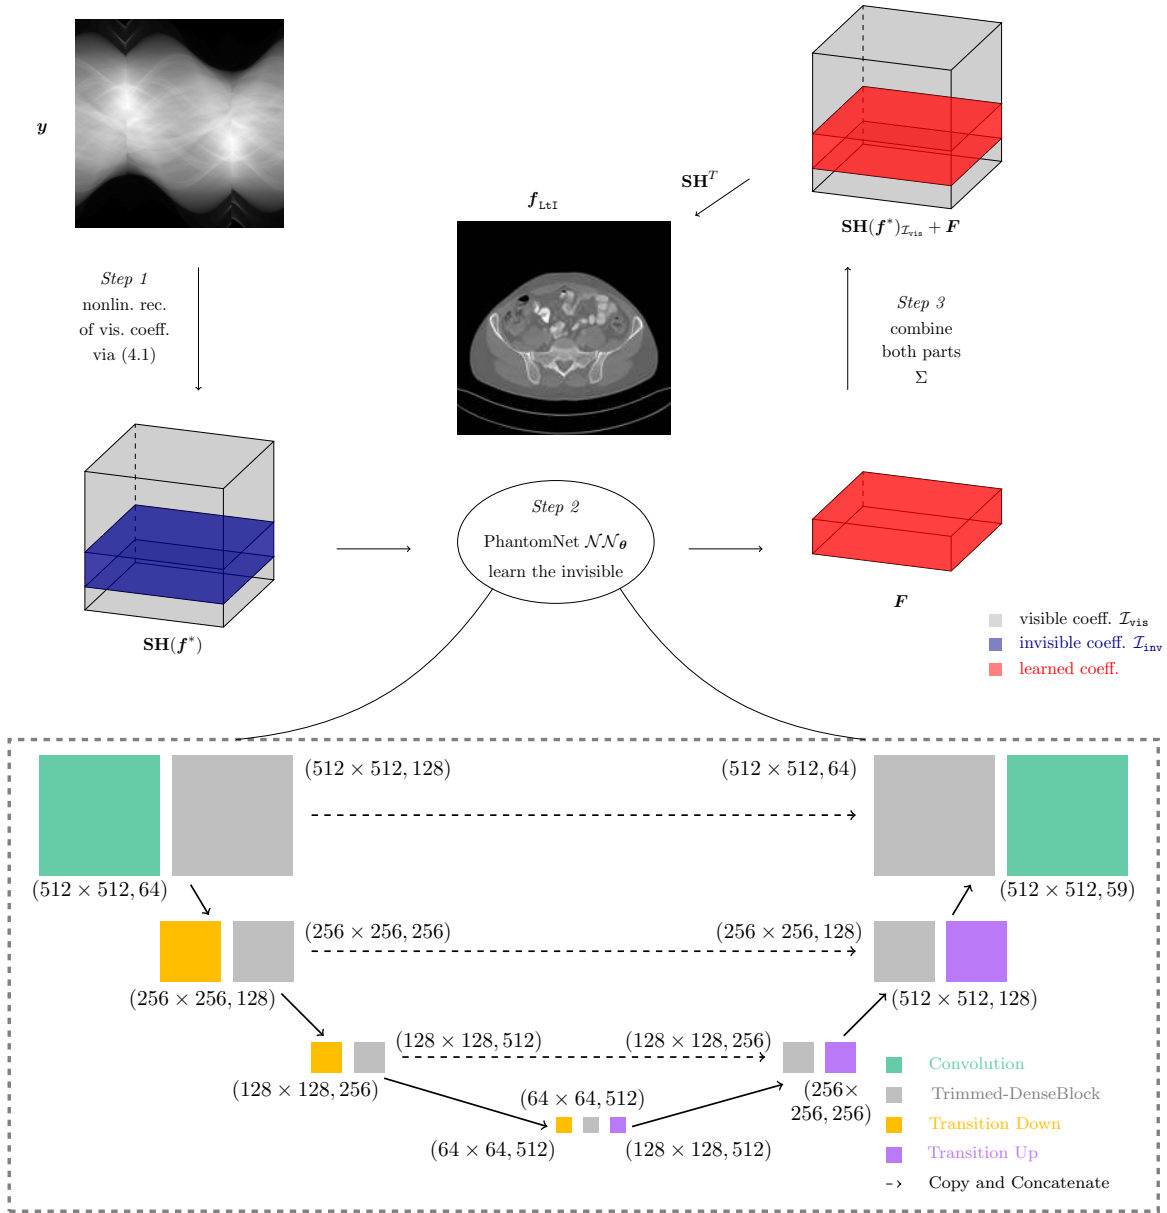 y
Step 1
nonlin. rec.
of vis. coeff.
via (4.1)
SH(f*)
f_LtI
SH^T
SH(f*)_{I_vis} + F
Step 3
combine
both parts
Σ
Step 2
PhantomNet NN_θ
learn the invisible
F
visible coeff. I_vis
invisible coeff. I_inv
learned coeff.
(512 × 512, 128)
(512 × 512, 64)
(512 × 512, 64)
(512 × 512, 59)
(256 × 256, 256)
(256 × 256, 128)
(256 × 256, 128)
(512 × 512, 128)
(128 × 128, 512)
(128 × 128, 256)
(128 × 128, 256)
(256×
256, 256)
(64 × 64, 512)
(64 × 64, 512)
(128 × 128, 512)
Convolution
Trimmed-DenseBlock
Transition Down
Transition Up
Copy and Concatenate